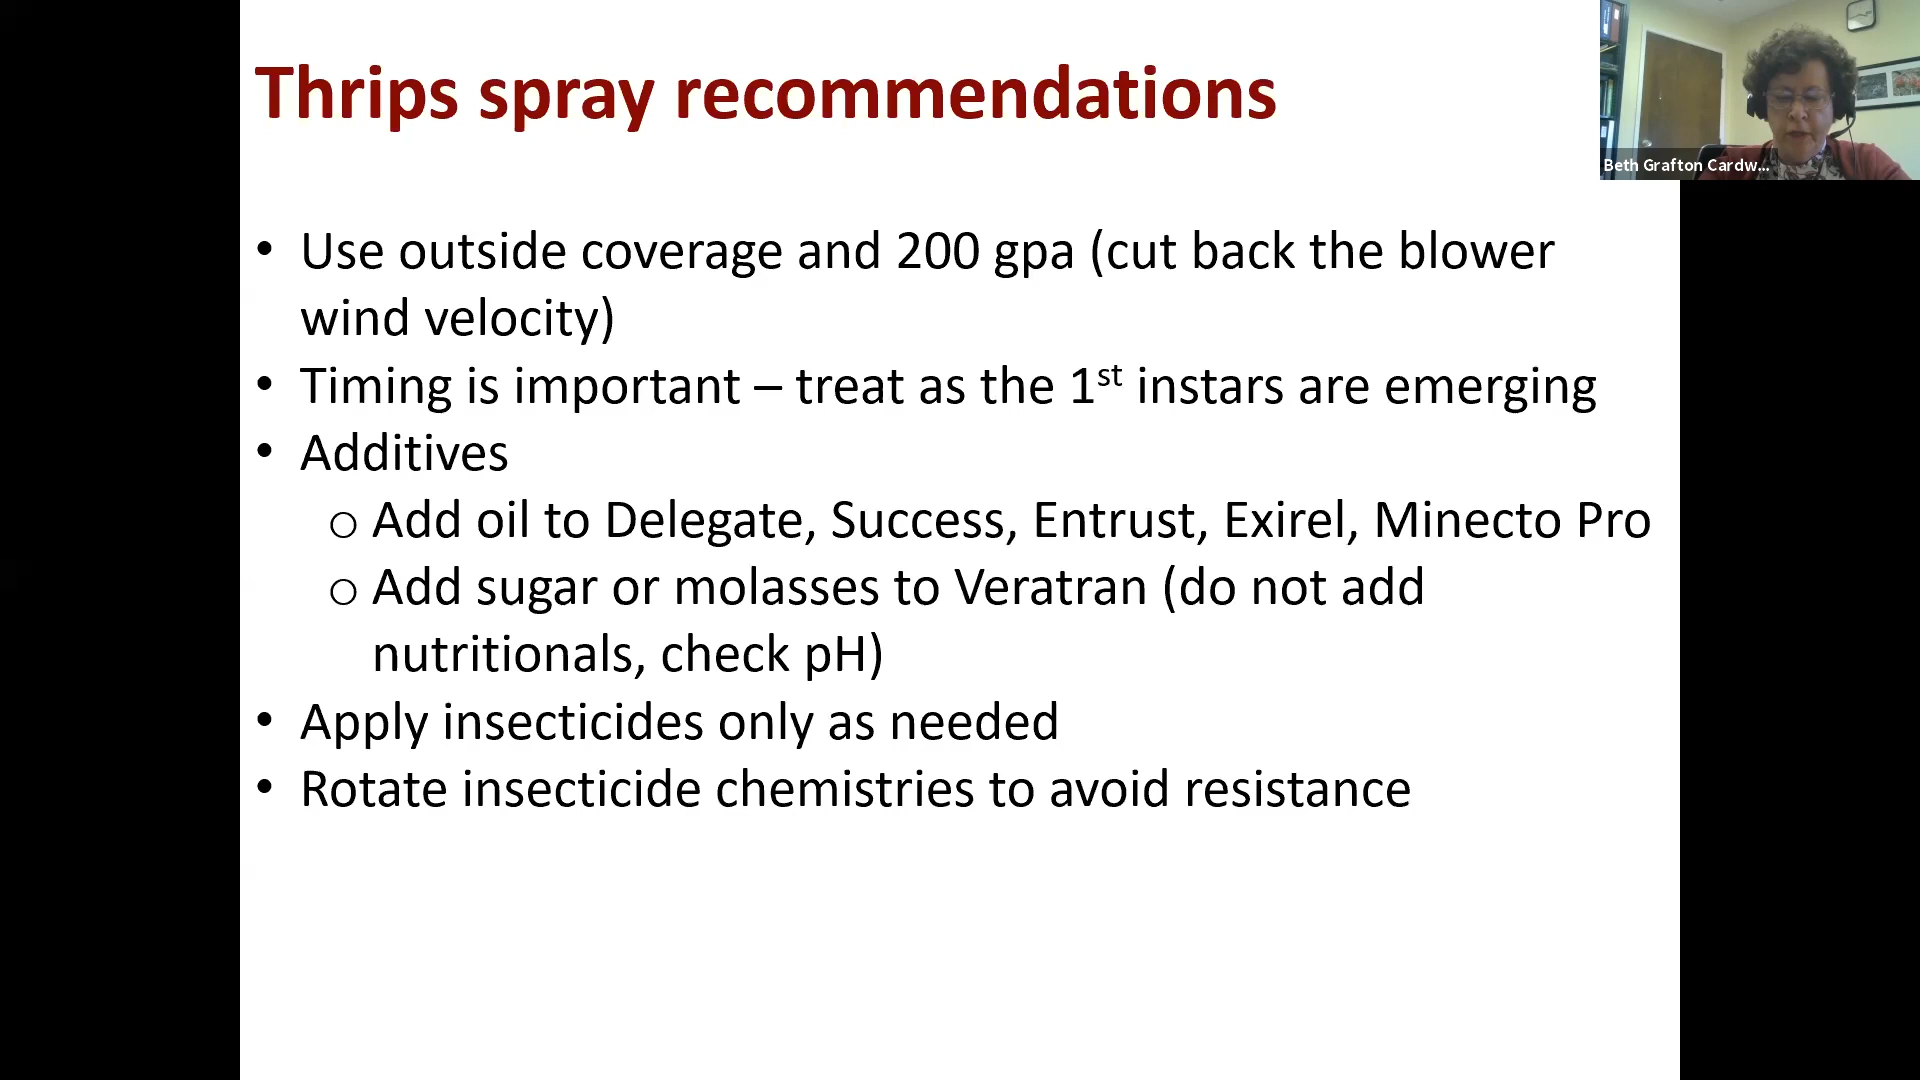 Thrips spray recommendations
Beth Grafton Cardw...
• Use outside coverage and 200 gpa (cut back the blower
wind velocity)
• Timing is important – treat as the 1st instars are emerging
• Additives
o Add oil to Delegate, Success, Entrust, Exirel, Minecto Pro
o Add sugar or molasses to Veratran (do not add
nutritionals, check pH)
• Apply insecticides only as needed
• Rotate insecticide chemistries to avoid resistance